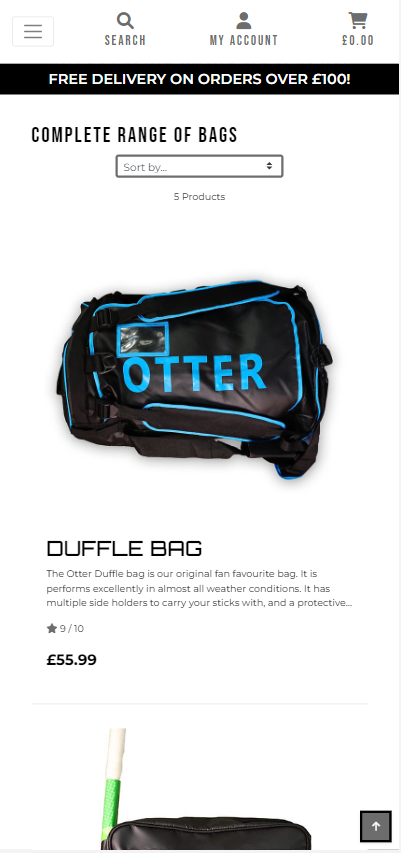 SEARCH
MY ACCOUNT
£0.00
FREE DELIVERY ON ORDERS OVER £100!
COMPLETE RANGE OF BAGS
Sort by...
5 Products
OTTER
DUFFLE BAG
The Otter Duffle bag is our original fan favourite bag. It is
performs excellently in almost all weather conditions. It has
multiple side holders to carry your sticks with, and a protective...
9 / 10
£55.99